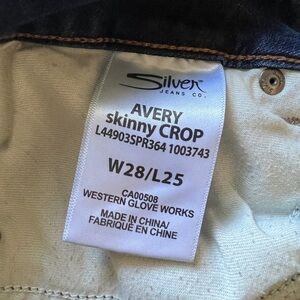 Silver
JEANS CO.
AVERY
skinny CROP
L44903SPR364 1003743
W28/L25
CA00508
WESTERN GLOVE WORKS
MADE IN CHINA/
FABRIQUÉ EN CHINE